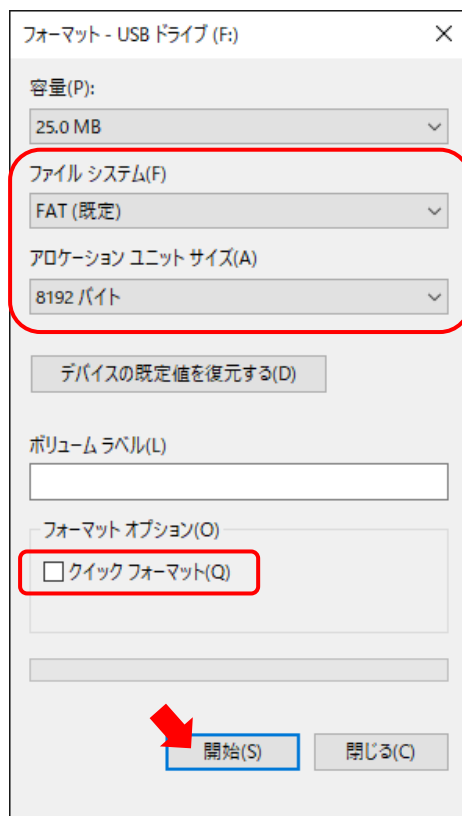 フォーマット - USB ドライブ (F:)
容量(P):
25.0 MB
ファイル システム(F)
FAT (既定)
アロケーション ユニット サイズ(A)
8192 バイト
デバイスの既定値を復元する(D)
ボリューム ラベル(L)
フォーマット オプション(O)
クイック フォーマット(Q)
開始(S)
閉じる(C)